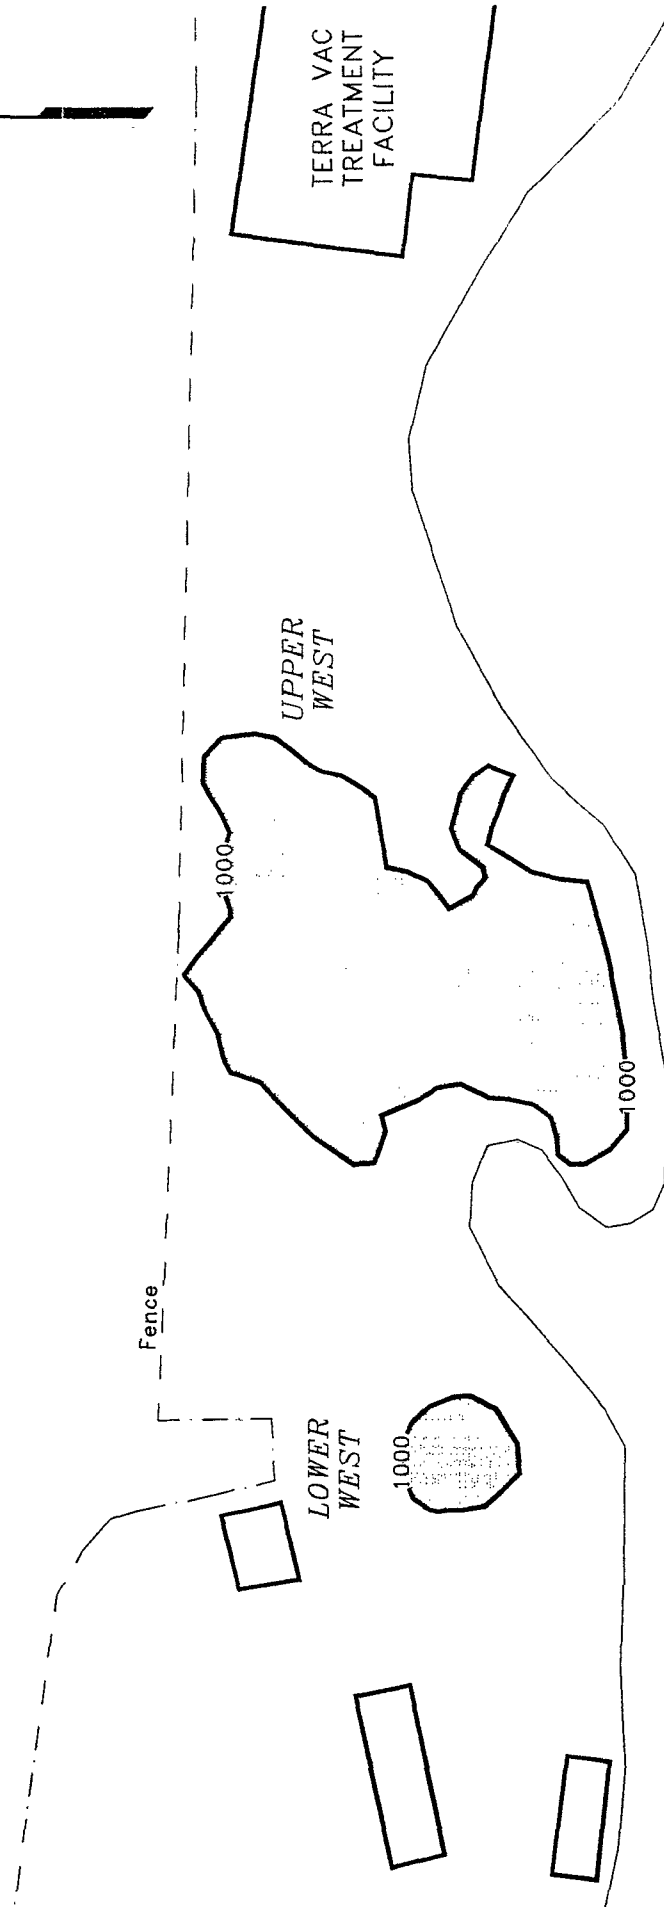 TERRA VAC
TREATMENT
FACILITY
UPPER
WEST
1000
1000
Fence
LOWER
WEST
1000